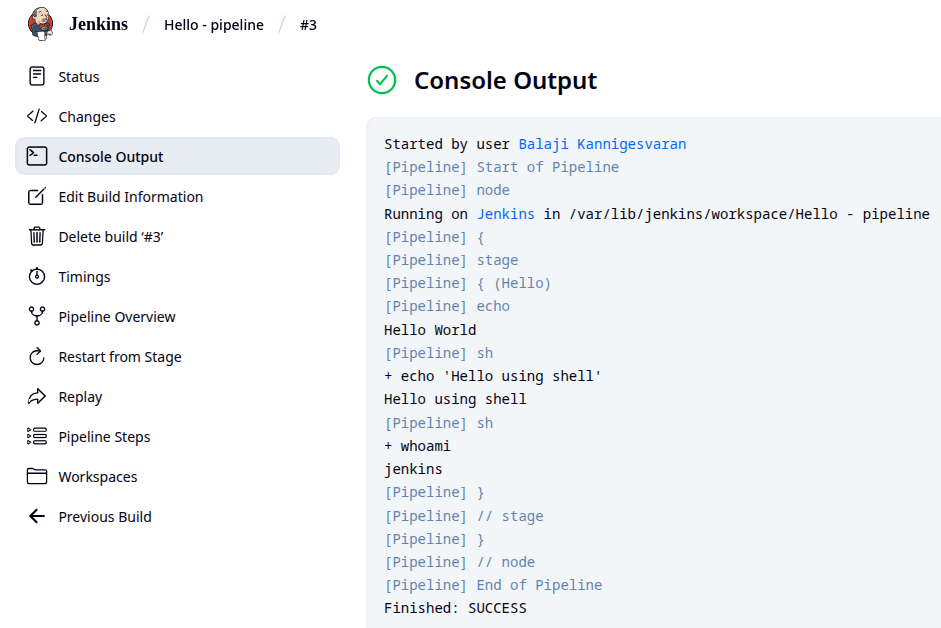 Jenkins / Hello - pipeline / #3
Status
Changes
Console Output
Edit Build Information
Delete build ‘#3’
Timings
Pipeline Overview
Restart from Stage
Replay
Pipeline Steps
Workspaces
Previous Build
Console Output
Started by user Balaji Kannigesvaran
[Pipeline] Start of Pipeline
[Pipeline] node
Running on Jenkins in /var/lib/jenkins/workspace/Hello - pipeline
[Pipeline] {
[Pipeline] stage
[Pipeline] { (Hello)
[Pipeline] echo
Hello World
[Pipeline] sh
+ echo 'Hello using shell'
Hello using shell
[Pipeline] sh
+ whoami
jenkins
[Pipeline] }
[Pipeline] // stage
[Pipeline] }
[Pipeline] // node
[Pipeline] End of Pipeline
Finished: SUCCESS